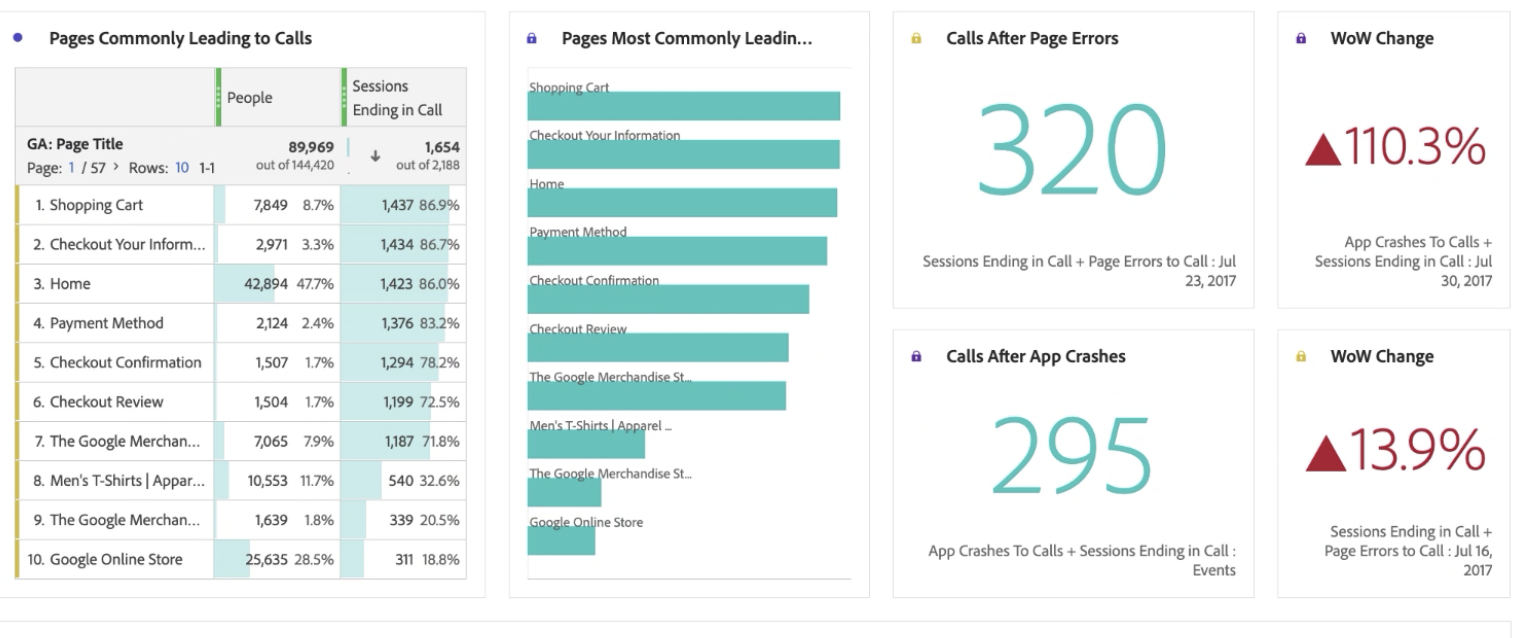 Pages Commonly Leading to Calls
People
Sessions
Ending in Call
GA: Page Title
Page: 1 / 57 > Rows: 10 1-1
89,969
out of 144,420
1,654
out of 2,188
1. Shopping Cart 7,849 8.7% 1,437 86.9%
2. Checkout Your Inform... 2,971 3.3% 1,434 86.7%
3. Home 42,894 47.7% 1,423 86.0%
4. Payment Method 2,124 2.4% 1,376 83.2%
5. Checkout Confirmation 1,507 1.7% 1,294 78.2%
6. Checkout Review 1,504 1.7% 1,199 72.5%
7. The Google Merchan... 7,065 7.9% 1,187 71.8%
8. Men's T-Shirts | Appar... 10,553 11.7% 540 32.6%
9. The Google Merchan... 1,639 1.8% 339 20.5%
10. Google Online Store 25,635 28.5% 311 18.8%
Pages Most Commonly Leadin...
Shopping Cart
Checkout Your Information
Home
Payment Method
Checkout Confirmation
Checkout Review
The Google Merchandise St...
Men's T-Shirts | Apparel ...
The Google Merchandise St...
Google Online Store
Calls After Page Errors
320
Sessions Ending in Call + Page Errors to Call : Jul
23, 2017
WoW Change
▲110.3%
App Crashes To Calls +
Sessions Ending in Call : Jul
30, 2017
Calls After App Crashes
295
App Crashes To Calls + Sessions Ending in Call :
Events
WoW Change
▲13.9%
Sessions Ending in Call +
Page Errors to Call : Jul 16,
2017